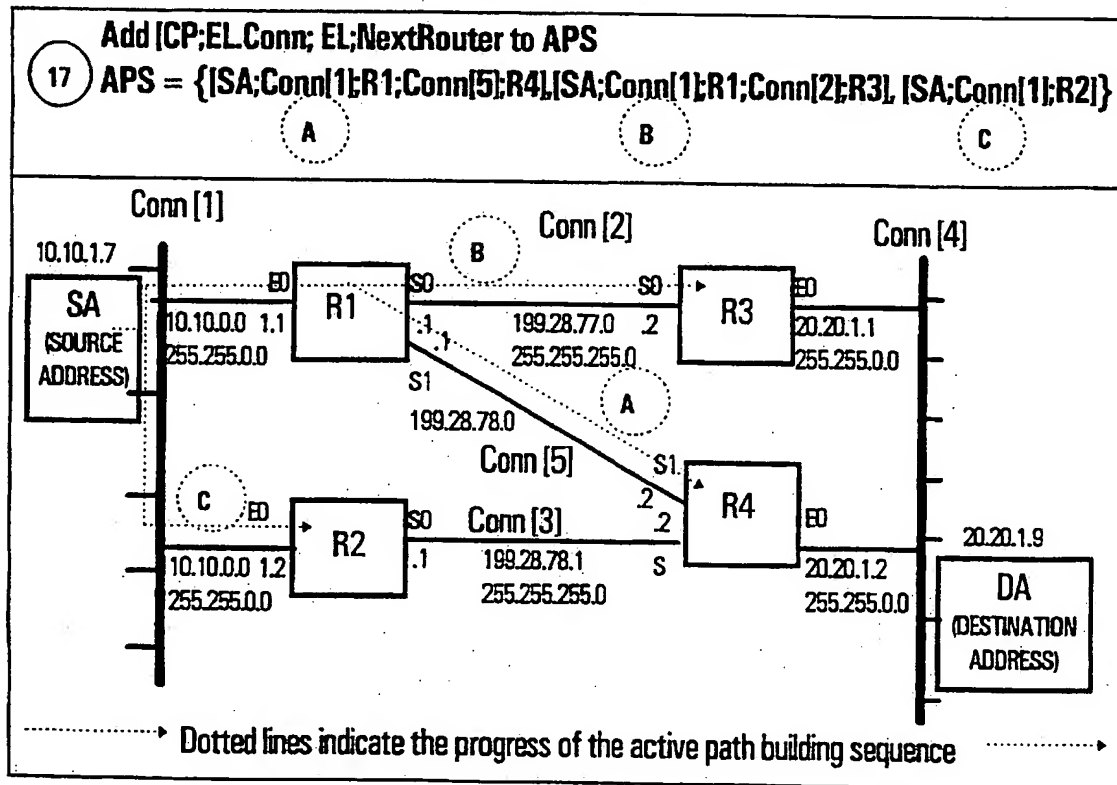 Add [CP;EL.Conn; EL;NextRouter to APS
17
APS = {[SA;Conn[1];R1;Conn[5];R4],[SA;Conn[1];R1;Conn[2];R3], [SA;Conn[1];R2]}
A
B
C
Conn [1]
Conn [2]
Conn [4]
10.10.1.7
B
SA
(SOURCE
ADDRESS)
E0
R1
S0
S0
R3
E0
10.10.0.0 1.1
255.255.0.0
.1
.1
199.28.77.0
255.255.255.0
.2
20.20.1.1
255.255.0.0
S1
199.28.78.0
A
Conn [5]
S1
.2
.2
R4
E0
C
E0
R2
S0
.1
Conn [3]
199.28.78.1
255.255.255.0
S
10.10.0.0 1.2
255.255.0.0
20.20.1.2
255.255.0.0
20.20.1.9
DA
(DESTINATION
ADDRESS)
Dotted lines indicate the progress of the active path building sequence